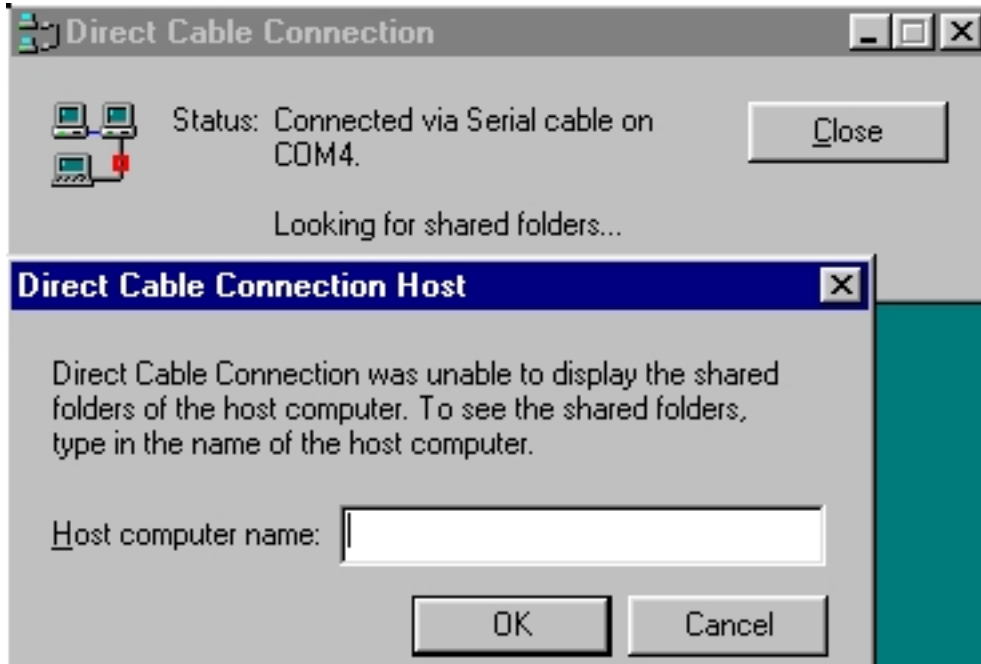 Direct Cable Connection
Status: Connected via Serial cable on
COM4.
Close
Looking for shared folders...
Direct Cable Connection Host
Direct Cable Connection was unable to display the shared
folders of the host computer. To see the shared folders,
type in the name of the host computer.
Host computer name:
OK Cancel